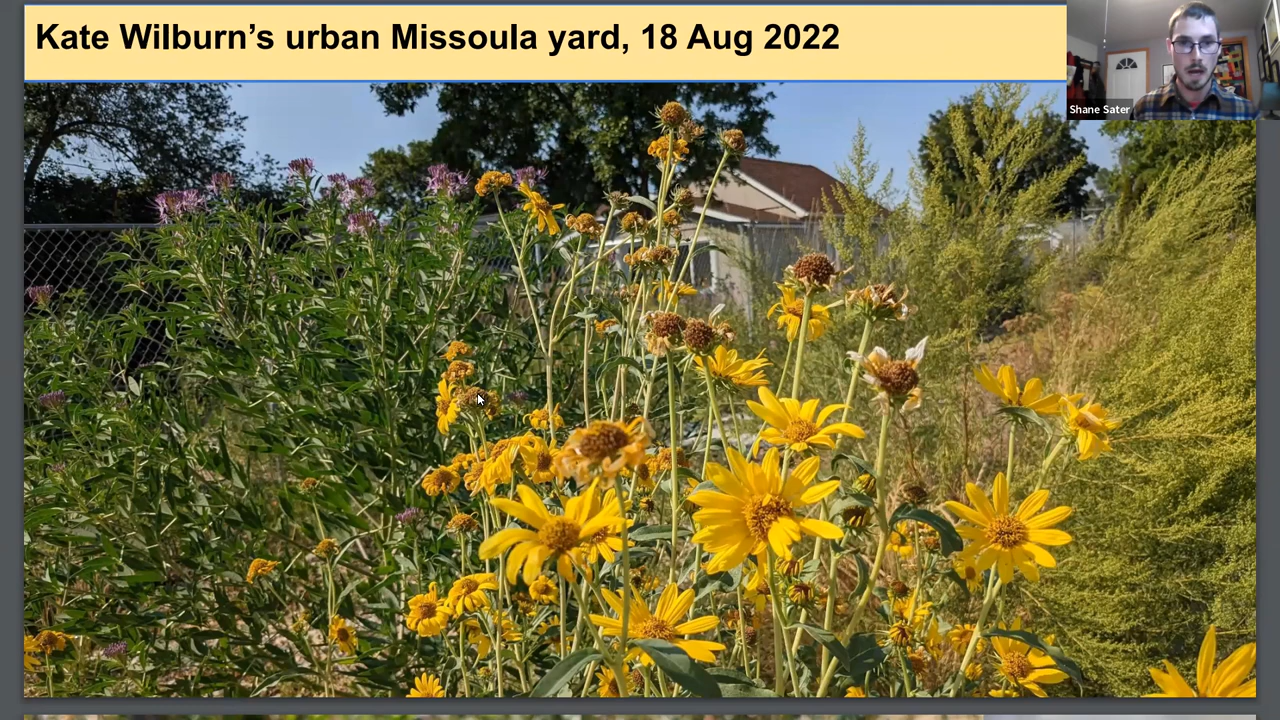 Kate Wilburn’s urban Missoula yard, 18 Aug 2022
Shane Sater